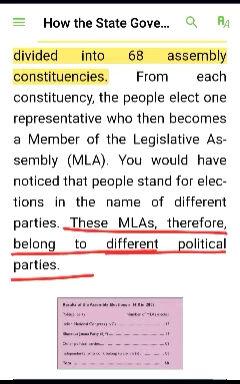 How the State Gove...
divided into 68 assembly
constituencies. From each
constituency, the people elect one
representative who then becomes
a Member of the Legislative As-
sembly (MLA). You would have
noticed that people stand for elec-
tions in the name of different
parties. These MLAs, therefore,
belong to different political
parties.